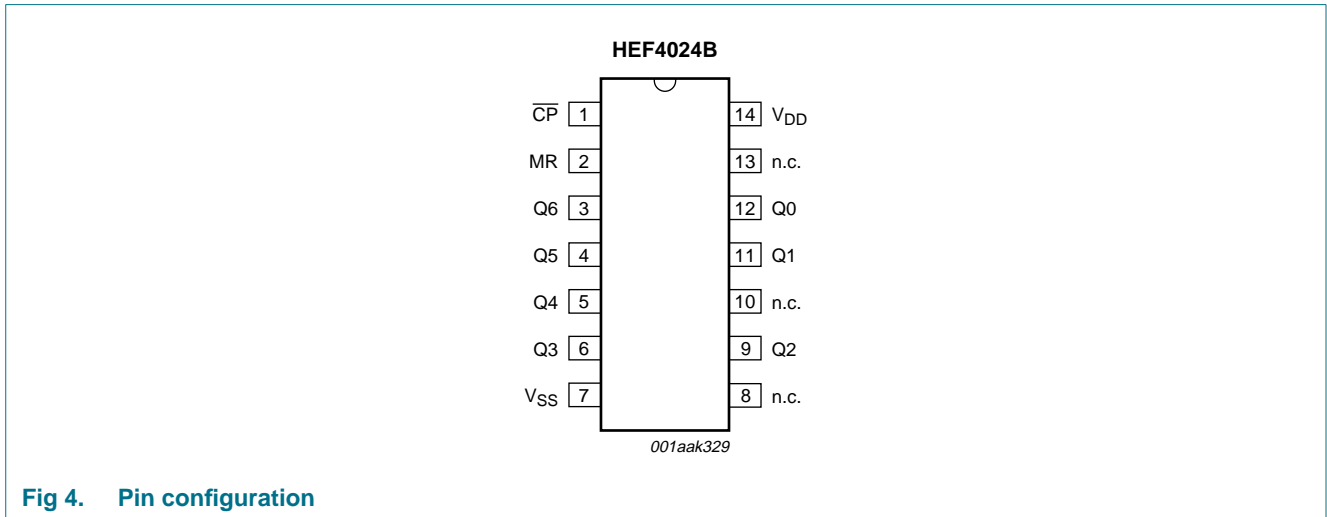 HEF4024B
C̅P̅ 1 14 VDD
MR 2 13 n.c.
Q6 3 12 Q0
Q5 4 11 Q1
Q4 5 10 n.c.
Q3 6 9 Q2
VSS 7 8 n.c.
001aak329
Fig 4. Pin configuration